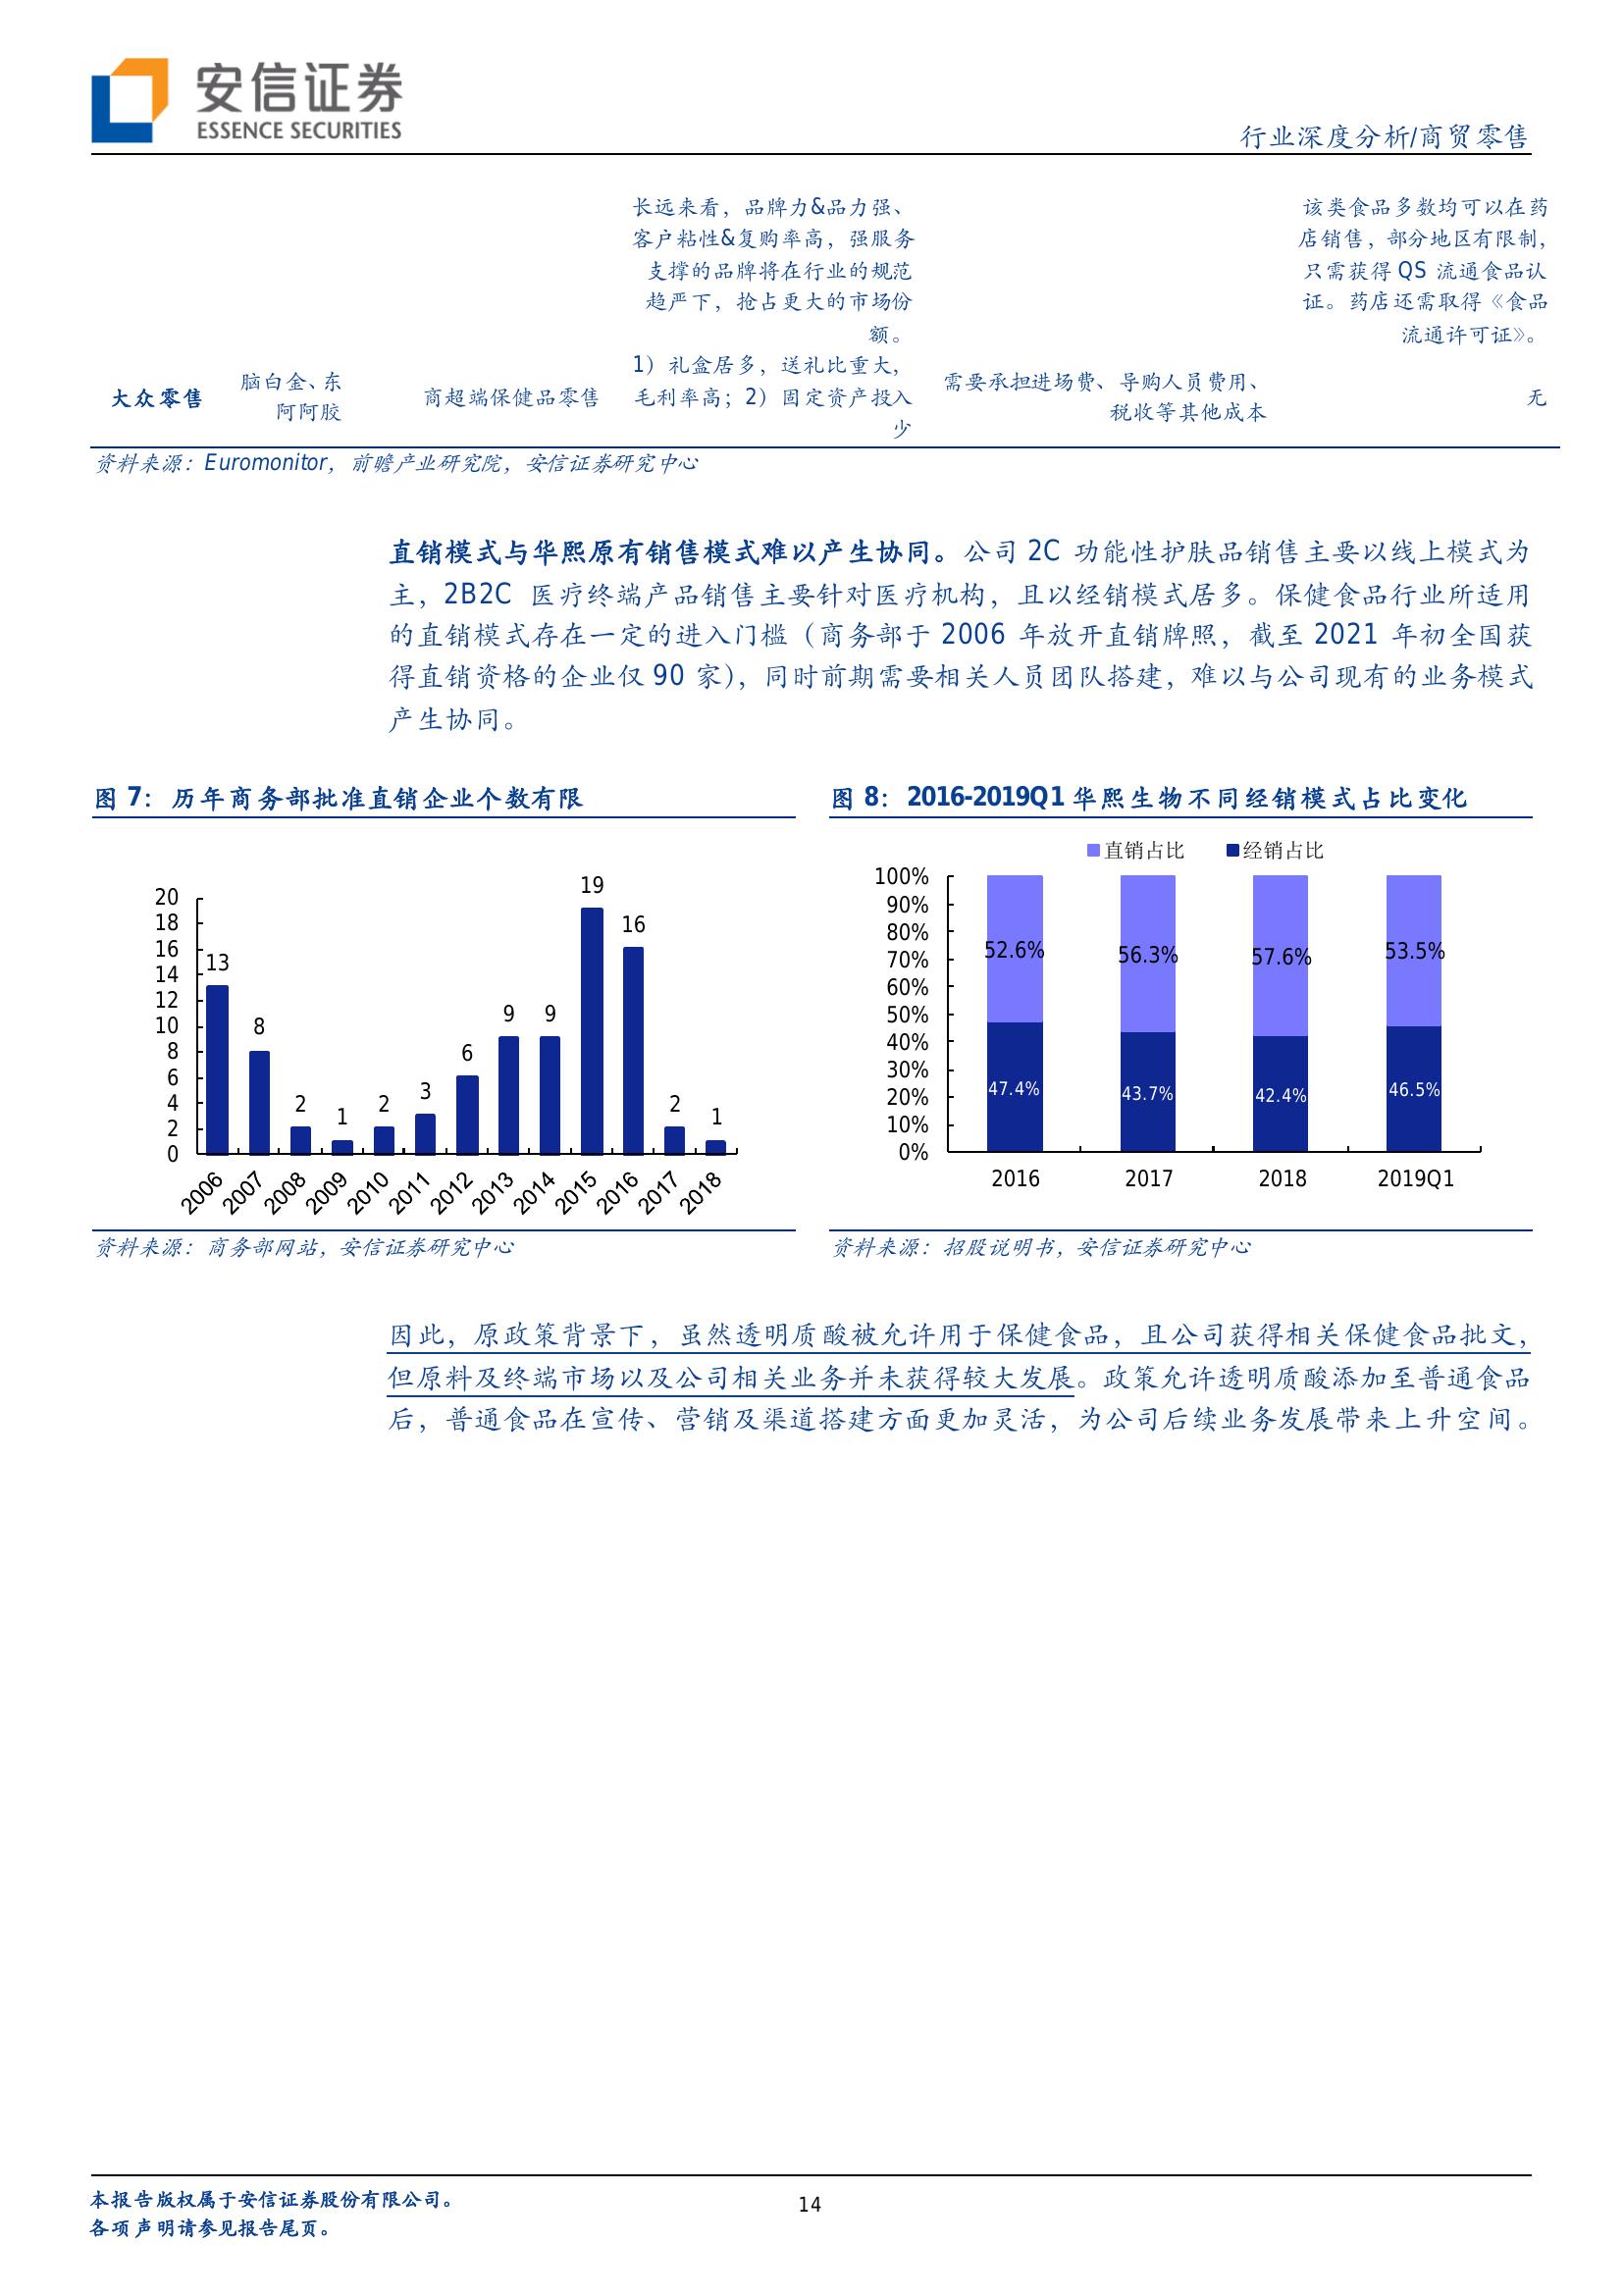 安信证券
ESSENCE SECURITIES
行业深度分析/商贸零售
长远来看，品牌力&品力强、
客户粘性&复购率高，强服务
支撑的品牌将在行业的规范
趋严下，抢占更大的市场份
额。
该类食品多数均可以在药
店销售，部分地区有限制，
只需获得 QS 流通食品认
证。药店还需取得《食品
流通许可证》。
大众零售
脑白金、东
阿阿胶
商超端保健品零售
1）礼盒居多，送礼比重大，
毛利率高；2）固定资产投入
少
需要承担进场费、导购人员费用、
税收等其他成本
无
资料来源：Euromonitor，前瞻产业研究院，安信证券研究中心
直销模式与华熙原有销售模式难以产生协同。公司 2C 功能性护肤品销售主要以线上模式为
主，2B2C 医疗终端产品销售主要针对医疗机构，且以经销模式居多。保健食品行业所适用
的直销模式存在一定的进入门槛（商务部于 2006 年放开直销牌照，截至 2021 年初全国获
得直销资格的企业仅 90 家），同时前期需要相关人员团队搭建，难以与公司现有的业务模式
产生协同。
图 7：历年商务部批准直销企业个数有限
20
18
16
14
12
10
8
6
4
2
0
13
8
2
1
2
3
6
9
9
19
16
2
1
2006
2007
2008
2009
2010
2011
2012
2013
2014
2015
2016
2017
2018
资料来源：商务部网站，安信证券研究中心
图 8：2016-2019Q1 华熙生物不同经销模式占比变化
直销占比
经销占比
100%
90%
80%
70%
60%
50%
40%
30%
20%
10%
0%
52.6%
56.3%
57.6%
53.5%
47.4%
43.7%
42.4%
46.5%
2016
2017
2018
2019Q1
资料来源：招股说明书，安信证券研究中心
因此，原政策背景下，虽然透明质酸被允许用于保健食品，且公司获得相关保健食品批文，
但原料及终端市场以及公司相关业务并未获得较大发展。政策允许透明质酸添加至普通食品
后，普通食品在宣传、营销及渠道搭建方面更加灵活，为公司后续业务发展带来上升空间。
本报告版权属于安信证券股份有限公司。
各项声明请参见报告尾页。
14